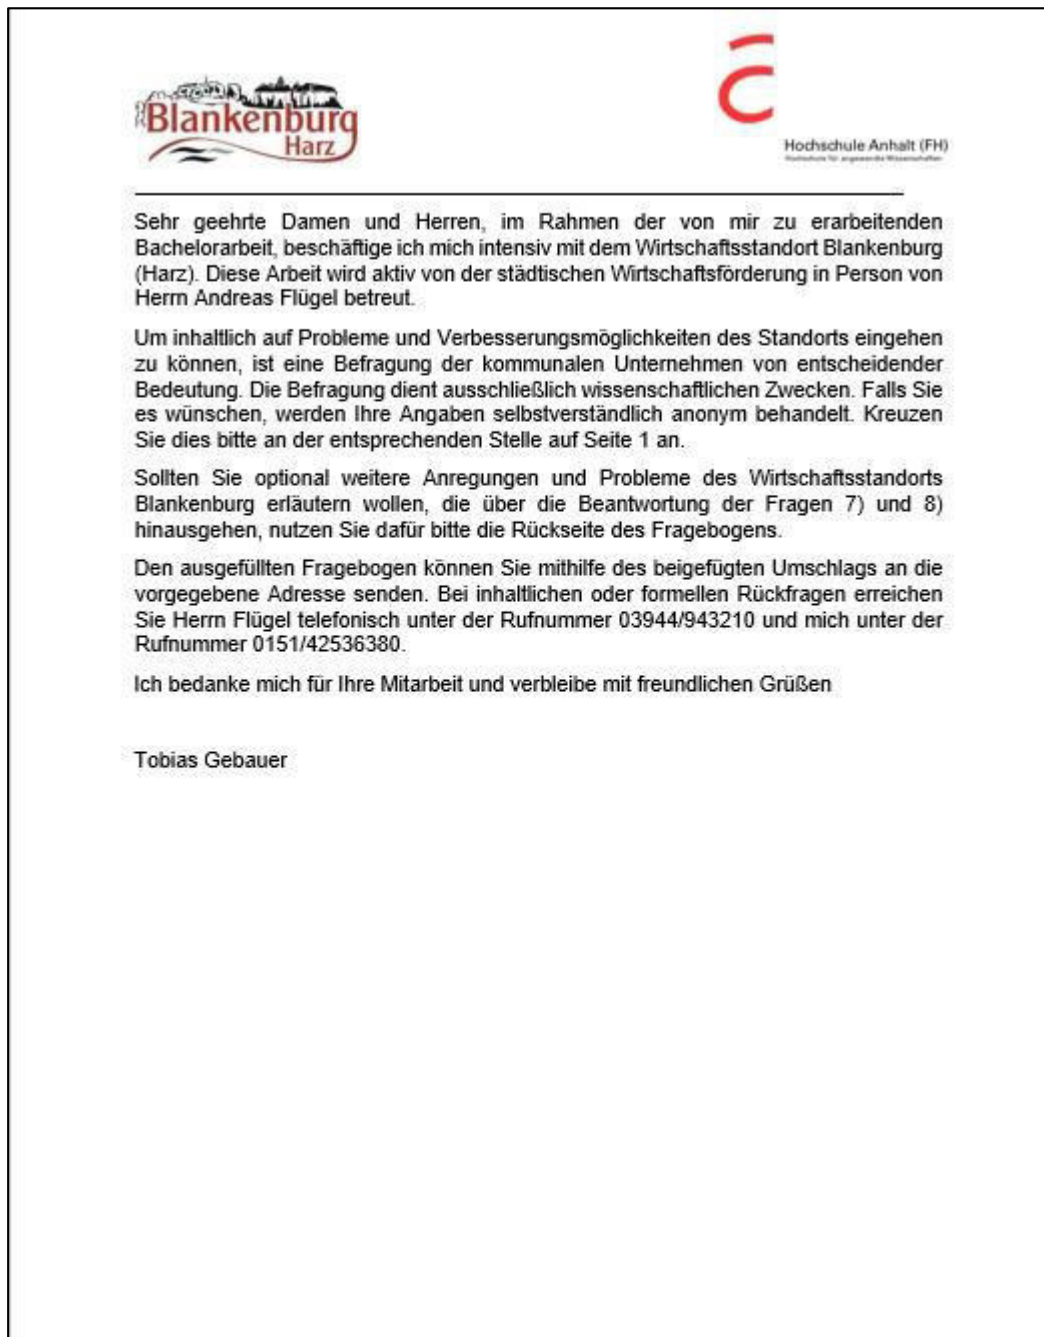 Blankenburg
Harz
Hochschule Anhalt (FH)
Hochschule für angewandte Wissenschaften
Sehr geehrte Damen und Herren, im Rahmen der von mir zu erarbeitenden
Bachelorarbeit, beschäftige ich mich intensiv mit dem Wirtschaftsstandort Blankenburg
(Harz). Diese Arbeit wird aktiv von der städtischen Wirtschaftsförderung in Person von
Herrn Andreas Flügel betreut.
Um inhaltlich auf Probleme und Verbesserungsmöglichkeiten des Standorts eingehen
zu können, ist eine Befragung der kommunalen Unternehmen von entscheidender
Bedeutung. Die Befragung dient ausschließlich wissenschaftlichen Zwecken. Falls Sie
es wünschen, werden Ihre Angaben selbstverständlich anonym behandelt. Kreuzen
Sie dies bitte an der entsprechenden Stelle auf Seite 1 an.
Sollten Sie optional weitere Anregungen und Probleme des Wirtschaftsstandorts
Blankenburg erläutern wollen, die über die Beantwortung der Fragen 7) und 8)
hinausgehen, nutzen Sie dafür bitte die Rückseite des Fragebogens.
Den ausgefüllten Fragebogen können Sie mithilfe des beigefügten Umschlags an die
vorgegebene Adresse senden. Bei inhaltlichen oder formellen Rückfragen erreichen
Sie Herrn Flügel telefonisch unter der Rufnummer 03944/943210 und mich unter der
Rufnummer 0151/42536380.
Ich bedanke mich für Ihre Mitarbeit und verbleibe mit freundlichen Grüßen
Tobias Gebauer